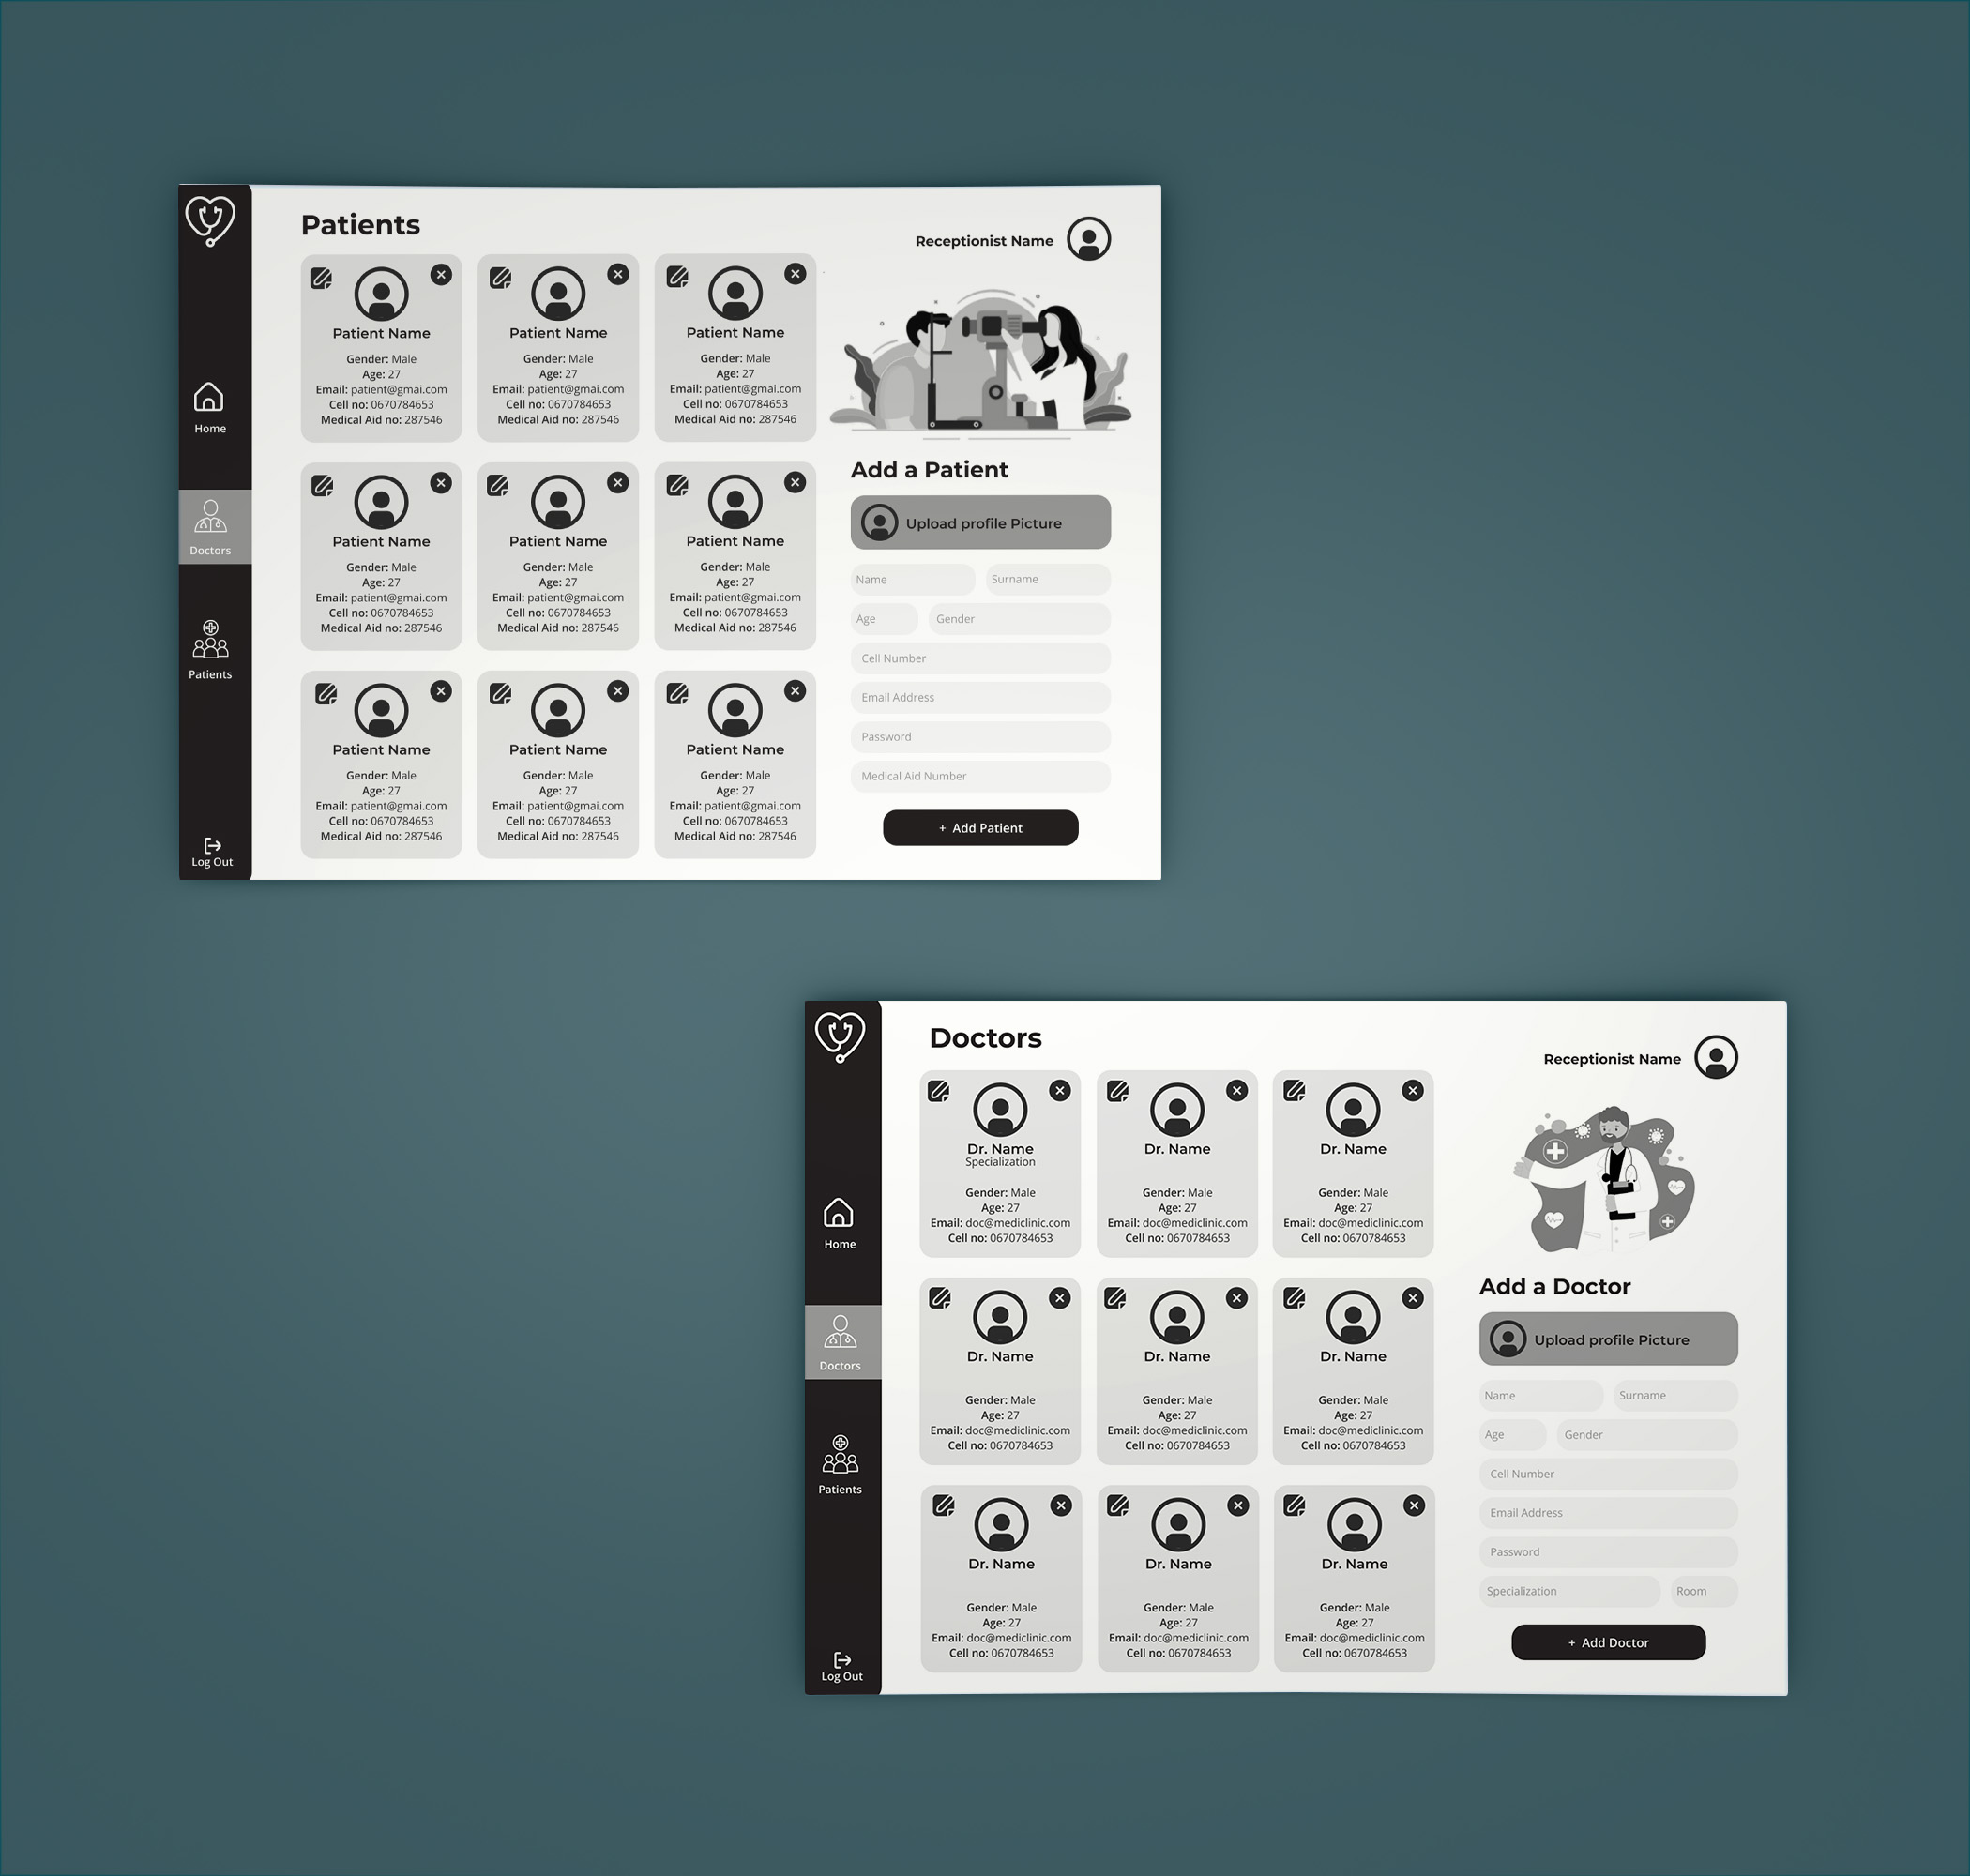 Patients
Receptionist Name
Patient Name
Gender: Male
Age: 27
Email: patient@gmai.com
Cell no: 0670784653
Medical Aid no: 287546
Patient Name
Gender: Male
Age: 27
Email: patient@gmai.com
Cell no: 0670784653
Medical Aid no: 287546
Patient Name
Gender: Male
Age: 27
Email: patient@gmai.com
Cell no: 0670784653
Medical Aid no: 287546
Patient Name
Gender: Male
Age: 27
Email: patient@gmai.com
Cell no: 0670784653
Medical Aid no: 287546
Patient Name
Gender: Male
Age: 27
Email: patient@gmai.com
Cell no: 0670784653
Medical Aid no: 287546
Patient Name
Gender: Male
Age: 27
Email: patient@gmai.com
Cell no: 0670784653
Medical Aid no: 287546
Patient Name
Gender: Male
Age: 27
Email: patient@gmai.com
Cell no: 0670784653
Medical Aid no: 287546
Patient Name
Gender: Male
Age: 27
Email: patient@gmai.com
Cell no: 0670784653
Medical Aid no: 287546
Patient Name
Gender: Male
Age: 27
Email: patient@gmai.com
Cell no: 0670784653
Medical Aid no: 287546
Home
Doctors
Patients
Log Out
Add a Patient
Upload profile Picture
Name
Surname
Age
Gender
Cell Number
Email Address
Password
Medical Aid Number
+ Add Patient
Doctors
Receptionist Name
Dr. Name
Specialization
Gender: Male
Age: 27
Email: doc@mediclinic.com
Cell no: 0670784653
Dr. Name
Gender: Male
Age: 27
Email: doc@mediclinic.com
Cell no: 0670784653
Dr. Name
Gender: Male
Age: 27
Email: doc@mediclinic.com
Cell no: 0670784653
Dr. Name
Gender: Male
Age: 27
Email: doc@mediclinic.com
Cell no: 0670784653
Dr. Name
Gender: Male
Age: 27
Email: doc@mediclinic.com
Cell no: 0670784653
Dr. Name
Gender: Male
Age: 27
Email: doc@mediclinic.com
Cell no: 0670784653
Dr. Name
Gender: Male
Age: 27
Email: doc@mediclinic.com
Cell no: 0670784653
Dr. Name
Gender: Male
Age: 27
Email: doc@mediclinic.com
Cell no: 0670784653
Dr. Name
Gender: Male
Age: 27
Email: doc@mediclinic.com
Cell no: 0670784653
Home
Doctors
Patients
Log Out
Add a Doctor
Upload profile Picture
Name
Surname
Age
Gender
Cell Number
Email Address
Password
Specialization
Room
+ Add Doctor